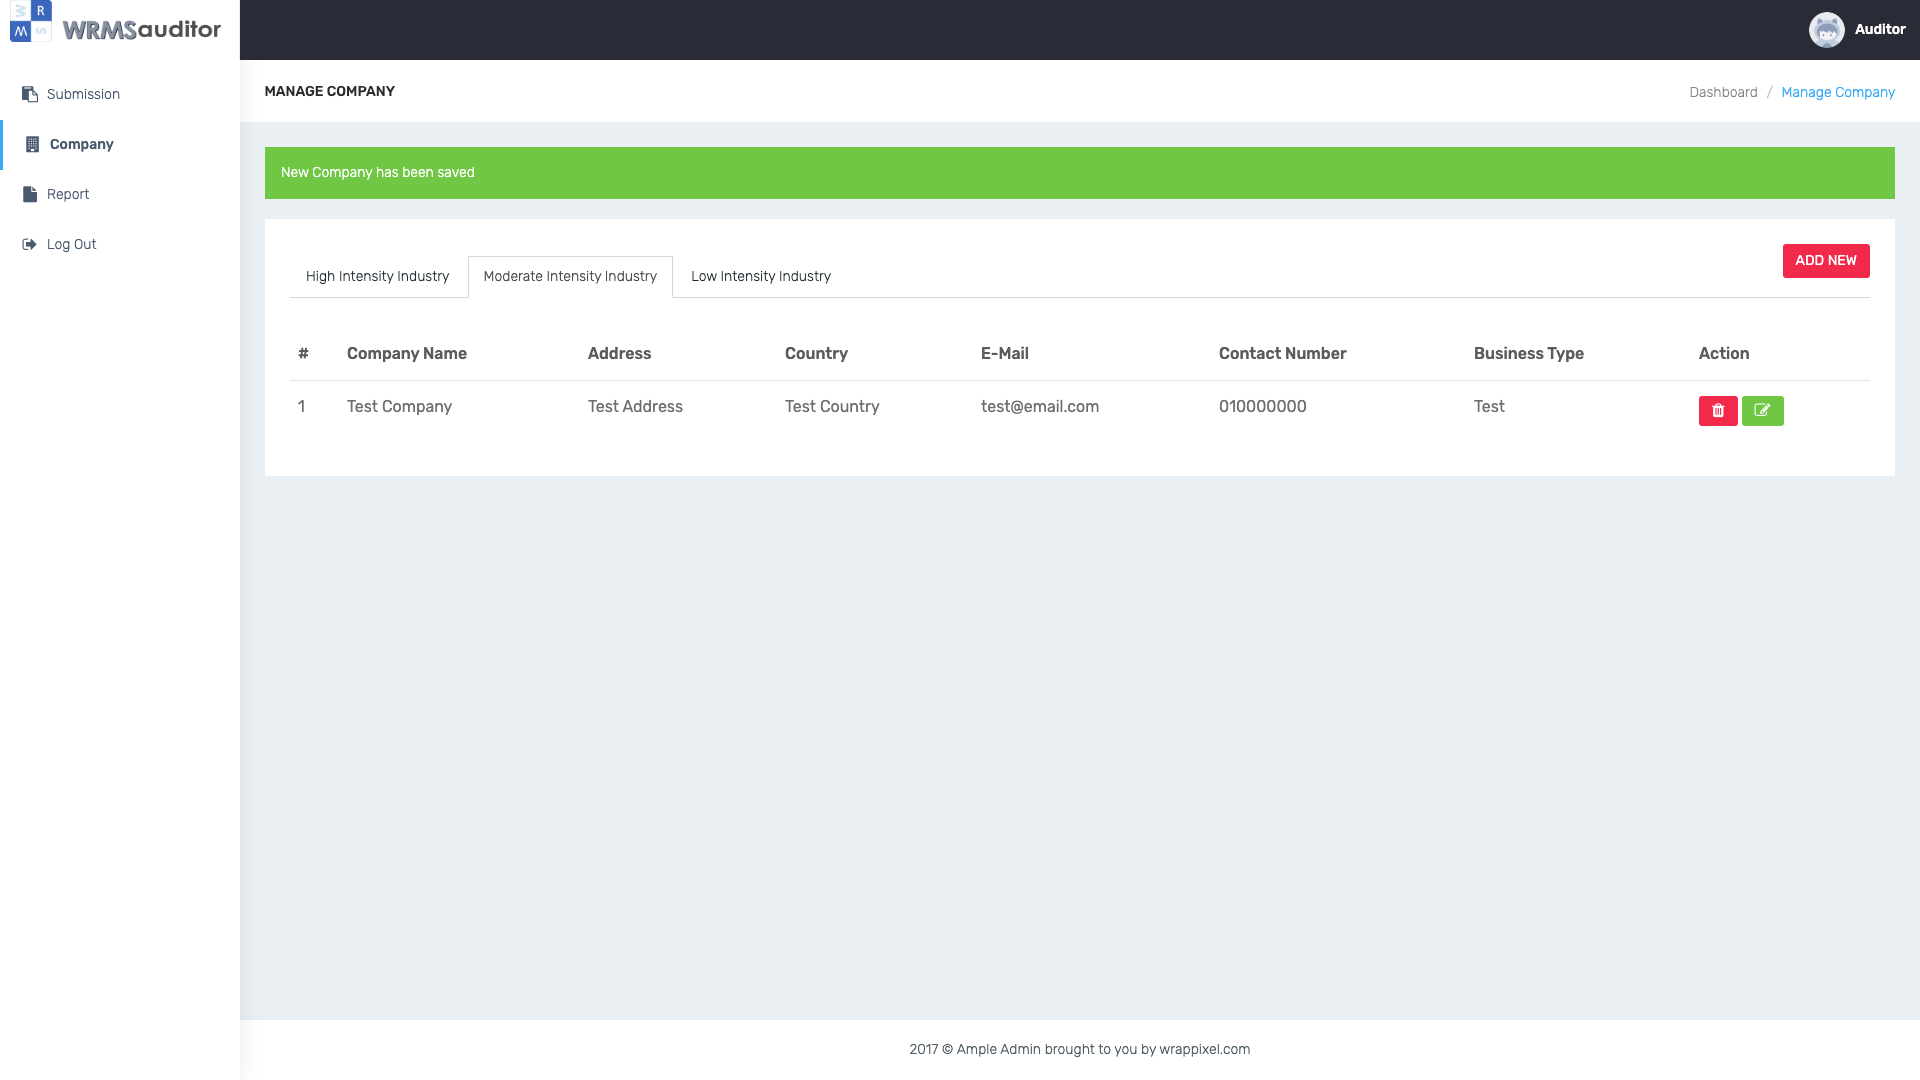 W R
M S
WRMSauditor
Auditor
Submission
Company
Report
Log Out
MANAGE COMPANY
Dashboard / Manage Company
New Company has been saved
ADD NEW
High Intensity Industry Moderate Intensity Industry Low Intensity Industry
# Company Name Address Country E-Mail Contact Number Business Type Action
1 Test Company Test Address Test Country test@email.com 010000000 Test
2017 © Ample Admin brought to you by wrappixel.com